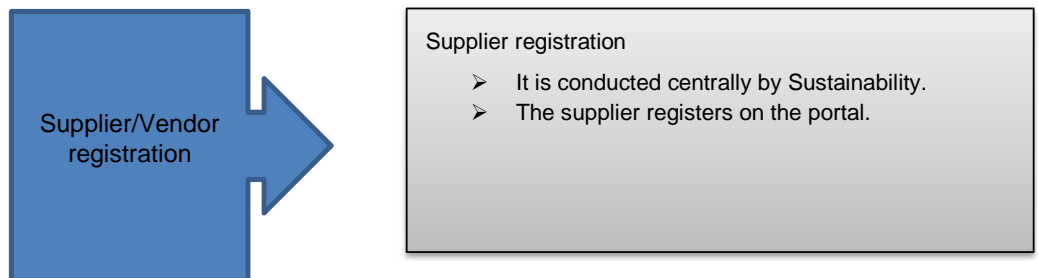 Supplier/Vendor
registration
Supplier registration
➢ It is conducted centrally by Sustainability.
➢ The supplier registers on the portal.